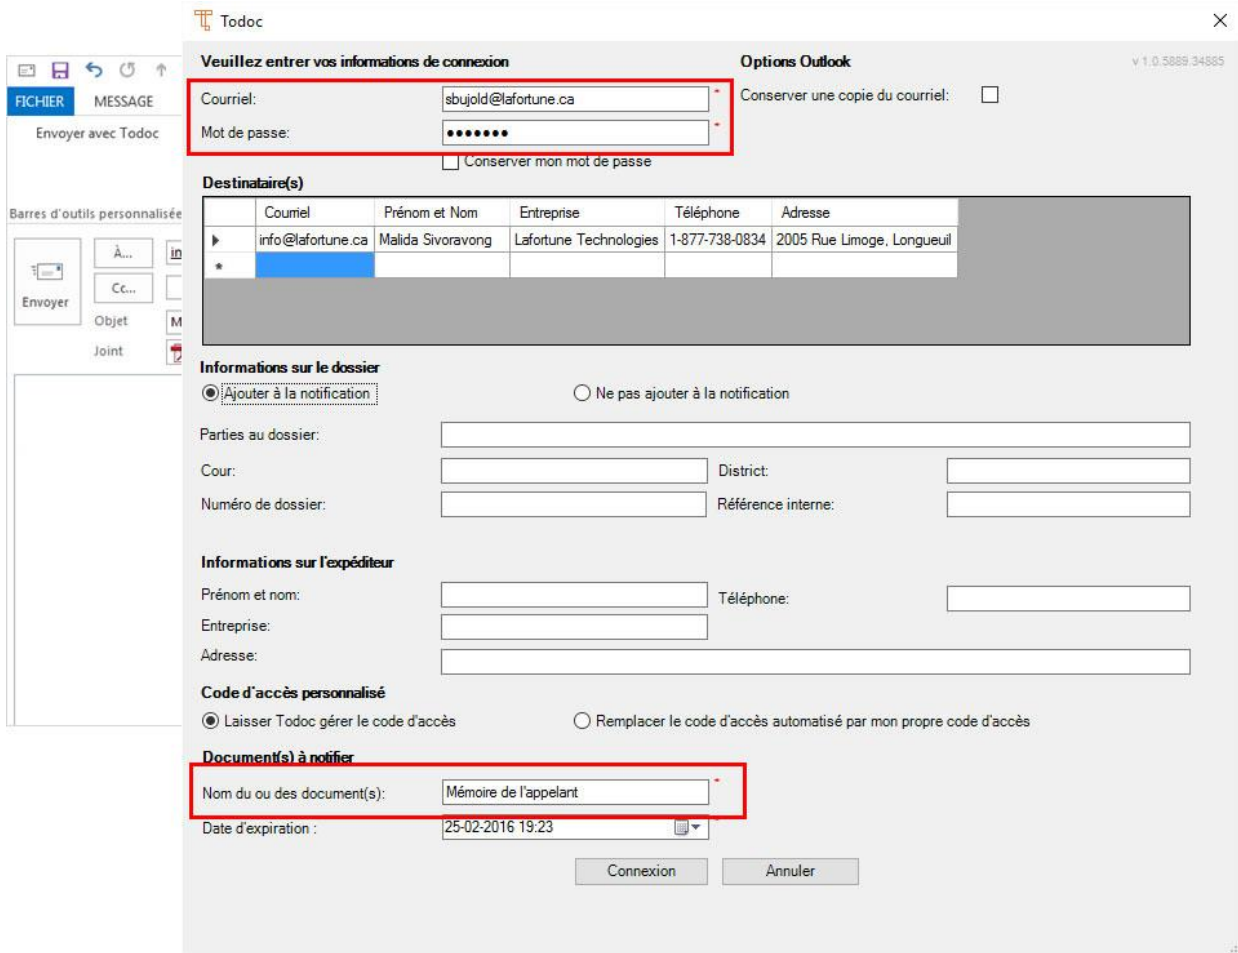 Todoc
Veuillez entrer vos informations de connexion
Options Outlook
v 1.0.5889.34885
Courriel:
sbujold@lafortune.ca *
Conserver une copie du courriel:
Mot de passe:
••••••• *
Conserver mon mot de passe
FICHIER MESSAGE
Envoyer avec Todoc
Barres d'outils personnalisée
Envoyer
À...
in
Cc...
Objet
M
Joint
Destinataire(s)
Courriel Prénom et Nom Entreprise Téléphone Adresse
info@lafortune.ca Malida Sivoravong Lafortune Technologies 1-877-738-0834 2005 Rue Limoge, Longueuil
*
Informations sur le dossier
Ajouter à la notification
Ne pas ajouter à la notification
Parties au dossier:
Cour:
District:
Numéro de dossier:
Référence interne:
Informations sur l'expéditeur
Prénom et nom:
Téléphone:
Entreprise:
Adresse:
Code d'accès personnalisé
Laisser Todoc gérer le code d'accès
Remplacer le code d'accès automatisé par mon propre code d'accès
Document(s) à notifier
Nom du ou des document(s):
Mémoire de l'appelant *
Date d'expiration :
25-02-2016 19:23 *
Connexion
Annuler